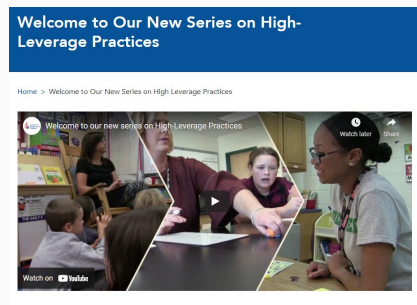 Welcome to Our New Series on High-
Leverage Practices
Home > Welcome to Our New Series on High Leverage Practices
Welcome to our new series on High-Leverage Practices
Watch later
Share
Watch on YouTube